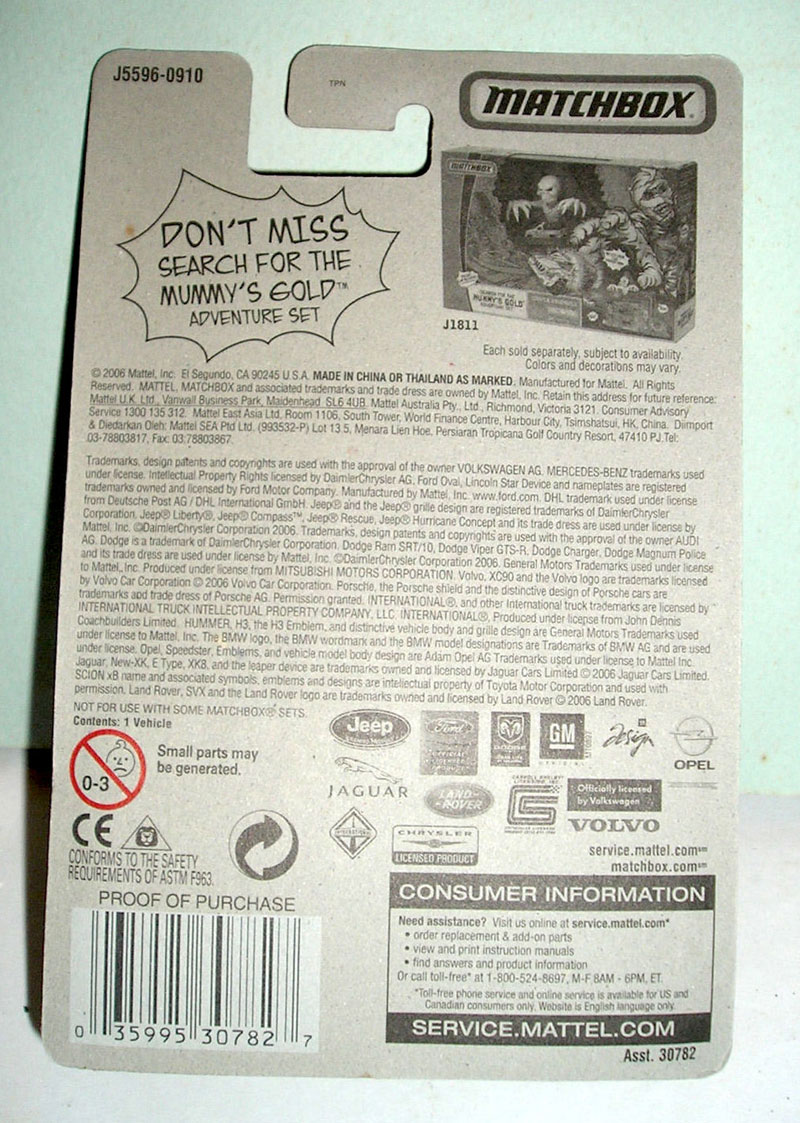 J5596-0910
TPN
MATCHBOX
DON'T MISS
SEARCH FOR THE
MUMMY'S GOLD™
ADVENTURE SET
MATCHBOX
MUMMY'S GOLD
J1811
Each sold separately, subject to availability.
Colors and decorations may vary.
© 2006 Mattel, Inc. El Segundo, CA 90245 U.S.A. MADE IN CHINA OR THAILAND AS MARKED. Manufactured for Mattel. All Rights
Reserved. MATTEL, MATCHBOX and associated trademarks and trade dress are owned by Mattel, Inc. Retain this address for future reference:
Mattel U.K. Ltd., Vanwall Business Park, Maidenhead SL6 4UB. Mattel Australia Pty., Ltd., Richmond, Victoria 3121. Consumer Advisory
Service 1300 135 312. Mattel East Asia Ltd. Room 1106, South Tower, World Finance Centre, Harbour City, Tsimshatsui, HK, China. Diimport
& Diedarkan Oleh: Mattel SEA Ptd Ltd. (993532-P) Lot 13.5, Menara Lien Hoe, Persiaran Tropicana Golf Country Resort, 47410 PJ.Tel:
03-78803817, Fax: 03-78803867.
Trademarks, design patents and copyrights are used with the approval of the owner VOLKSWAGEN AG. MERCEDES-BENZ trademarks used
under license. Intellectual Property Rights licensed by DaimlerChrysler AG. Ford Oval, Lincoln Star Device and nameplates are registered
trademarks owned and licensed by Ford Motor Company. Manufactured by Mattel, Inc. www.ford.com. DHL trademark used under license
from Deutsche Post AG / DHL International GmbH. Jeep® and the Jeep® grille design are registered trademarks of DaimlerChrysler
Corporation. Jeep® Liberty®, Jeep® Compass™, Jeep® Rescue, Jeep® Hurricane Concept and its trade dress are used under license by
Mattel, Inc. ©DaimlerChrysler Corporation 2006. Trademarks, design patents and copyrights are used with the approval of the owner AUDI
AG. Dodge is a trademark of DaimlerChrysler Corporation. Dodge Ram SRT/10, Dodge Viper GTS-R, Dodge Charger, Dodge Magnum Police
and its trade dress are used under license by Mattel, Inc. ©DaimlerChrysler Corporation 2006. General Motors Trademarks used under license
to Mattel, Inc. Produced under license from MITSUBISHI MOTORS CORPORATION. Volvo, XC90 and the Volvo logo are trademarks licensed
by Volvo Car Corporation © 2006 Volvo Car Corporation. Porsche, the Porsche shield and the distinctive design of Porsche cars are
trademarks and trade dress of Porsche AG. Permission granted. INTERNATIONAL®, and other International truck trademarks are licensed by
INTERNATIONAL TRUCK INTELLECTUAL PROPERTY COMPANY, LLC. INTERNATIONAL®. Produced under license from John Dennis
Coachbuilders Limited. HUMMER, H3, the H3 Emblem, and distinctive vehicle body and grille design are General Motors Trademarks used
under license to Mattel, Inc. The BMW logo, the BMW wordmark and the BMW model designations are Trademarks of BMW AG and are used
under license. Opel, Speedster, Emblems, and vehicle model body design are Adam Opel AG Trademarks used under license to Mattel Inc.
Jaguar, New-XK, E Type, XK8, and the leaper device are trademarks owned and licensed by Jaguar Cars Limited © 2006 Jaguar Cars Limited.
SCION xB name and associated symbols, emblems and designs are intellectual property of Toyota Motor Corporation and used with
permission. Land Rover, SVX and the Land Rover logo are trademarks owned and licensed by Land Rover © 2006 Land Rover.
NOT FOR USE WITH SOME MATCHBOX® SETS.
Contents: 1 Vehicle
0-3
Small parts may
be generated.
Jeep
Ford
GM
Design
OPEL
JAGUAR
LAND-
ROVER
CARROLL SHELBY
LICENSING, INC.
Officially licensed
by Volkswagen
VOLVO
INTERNATIONAL
CHRYSLER
LICENSED PRODUCT
service.mattel.com℠
matchbox.com℠
CE
CONFORMS TO THE SAFETY
REQUIREMENTS OF ASTM F963.
PROOF OF PURCHASE
0 35995 30782 7
CONSUMER INFORMATION
Need assistance? Visit us online at service.mattel.com*
• order replacement & add-on parts
• view and print instruction manuals
• find answers and product information
Or call toll-free* at 1-800-524-8697, M-F 8AM - 6PM, ET.
*Toll-free phone service and online service is available for US and
Canadian consumers only. Website is English language only.
SERVICE.MATTEL.COM
Asst. 30782